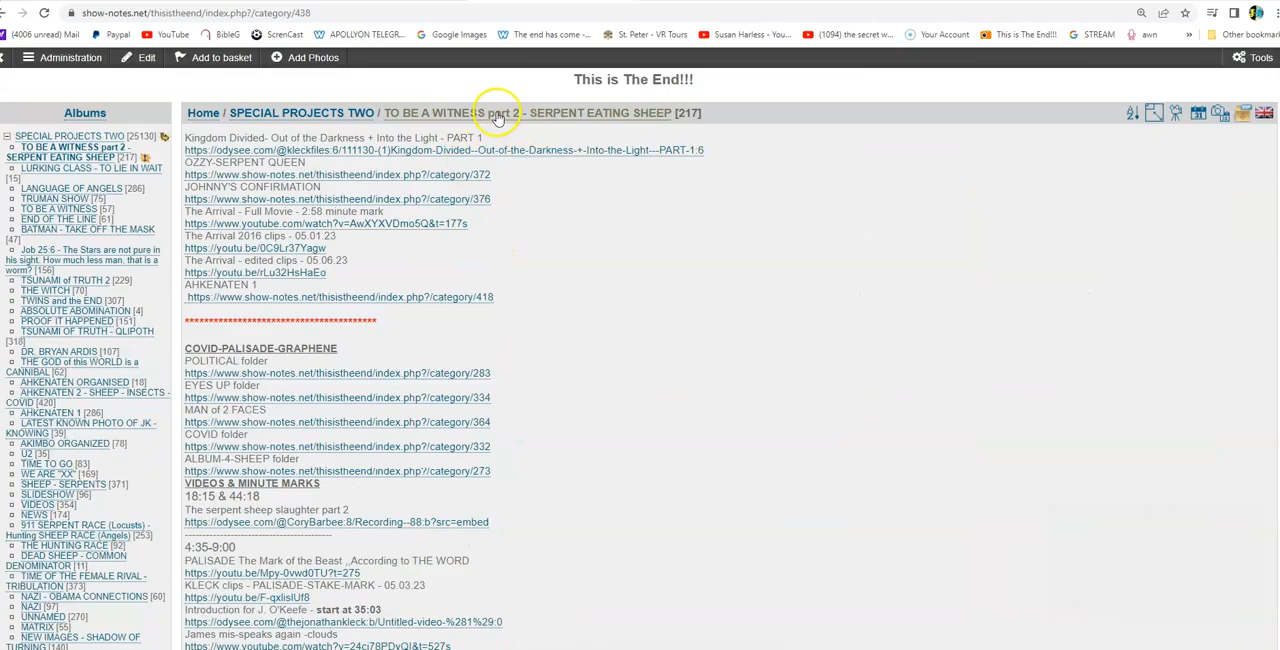 show-notes.net/thisistheend/index.php?/category/438
(4006 unread) Mail
Paypal
YouTube
BibleG
ScrenCast
APOLLYON TELEGR...
Google Images
The end has come -...
St. Peter - VR Tours
Susan Harless - You...
(1094) the secret w...
Your Account
This is The End!!!
STREAM
awn
»
Other bookmark
Administration
Edit
Add to basket
Add Photos
Tools
This is The End!!!
Albums
SPECIAL PROJECTS TWO [25130]
TO BE A WITNESS part 2 -
SERPENT EATING SHEEP [217]
LURKING CLASS - TO LIE IN WAIT
[15]
LANGUAGE OF ANGELS [286]
TRUMAN SHOW [75]
TO BE A WITNESS [57]
END OF THE LINE [61]
BATMAN - TAKE OFF THE MASK
[47]
Job 25:6 - The Stars are not pure in
his sight. How much less man, that is a
worm? [156]
TSUNAMI of TRUTH 2 [229]
THE WITCH [70]
TWINS and the END [307]
ABSOLUTE ABOMINATION [4]
PROOF IT HAPPENED [151]
TSUNAMI OF TRUTH - QLIPOTH
[318]
DR. BRYAN ARDIS [107]
THE GOD of this WORLD is a
CANNIBAL [62]
AHKENATEN ORGANISED [18]
AHKENATEN 2 - SHEEP - INSECTS -
COVID [420]
AHKENATEN 1 [286]
LATEST KNOWN PHOTO OF JK -
KNOWING [39]
AKIMBO ORGANIZED [78]
U2 [35]
TIME TO GO [83]
WE ARE "XX" [169]
SHEEP - SERPENTS [371]
SLIDESHOW [96]
VIDEOS [354]
NEWS [174]
911 SERPENT RACE (Locusts) -
Hunting SHEEP RACE (Angels) [253]
THE HUNTING RACE [92]
DEAD SHEEP - COMMON
DENOMINATOR [11]
TIME OF THE FEMALE RIVAL -
TRIBULATION [373]
NAZI - OBAMA CONNECTIONS [60]
NAZI [97]
UNNAMED [270]
MATRIX [55]
NEW IMAGES - SHADOW OF
TURNING [140]
Home / SPECIAL PROJECTS TWO / TO BE A WITNESS part 2 - SERPENT EATING SHEEP [217]
Kingdom Divided- Out of the Darkness + Into the Light - PART 1
https://odysee.com/@kleckfiles:6/111130-(1)Kingdom-Divided--Out-of-the-Darkness-+-Into-the-Light---PART-1:6
OZZY-SERPENT QUEEN
https://www.show-notes.net/thisistheend/index.php?/category/372
JOHNNY'S CONFIRMATION
https://www.show-notes.net/thisistheend/index.php?/category/376
The Arrival - Full Movie - 2:58 minute mark
https://www.youtube.com/watch?v=AwXYXVDmo5Q&t=177s
The Arrival 2016 clips - 05.01.23
https://youtu.be/0C9Lr37Yagw
The Arrival - edited clips - 05.06.23
https://youtu.be/rLu32HsHaEo
AHKENATEN 1
https://www.show-notes.net/thisistheend/index.php?/category/418
****************************************
COVID-PALISADE-GRAPHENE
POLITICAL folder
https://www.show-notes.net/thisistheend/index.php?/category/283
EYES UP folder
https://www.show-notes.net/thisistheend/index.php?/category/334
MAN of 2 FACES
https://www.show-notes.net/thisistheend/index.php?/category/364
COVID folder
https://www.show-notes.net/thisistheend/index.php?/category/332
ALBUM-4-SHEEP folder
https://www.show-notes.net/thisistheend/index.php?/category/273
VIDEOS & MINUTE MARKS
18:15 & 44:18
The serpent sheep slaughter part 2
https://odysee.com/@CoryBarbee:8/Recording--88:b?src=embed
-------------------------------------------
4:35-9:00
PALISADE The Mark of the Beast ,,According to THE WORD
https://youtu.be/Mpy-0vwd0TU?t=275
KLECK clips - PALISADE-STAKE-MARK - 05.03.23
https://youtu.be/F-qxlisIUf8
Introduction for J. O'Keefe - start at 35:03
https://odysee.com/@thejonathankleck:b/Untitled-video-%281%29:0
James mis-speaks again -clouds
https://www.youtube.com/watch?v=24cj78PDvQI&t=527s